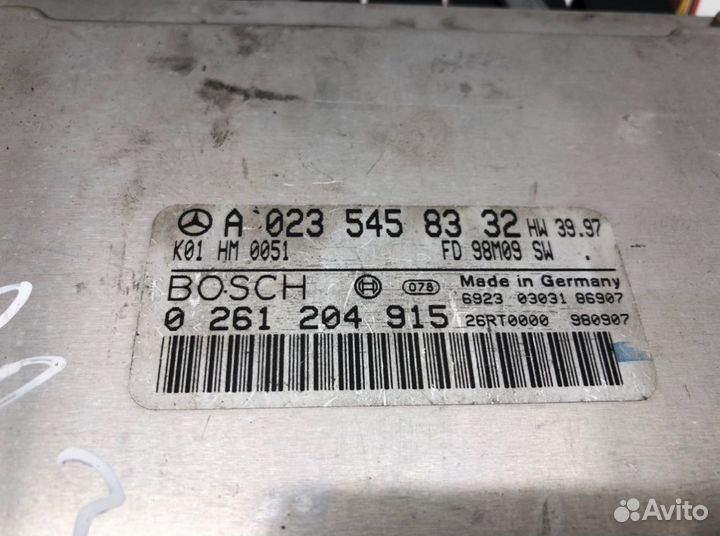 A 023 545 83 32 HW 39.97
K01 HM 0051 FD 98M09 SW .
BOSCH 078 Made in Germany
6923 03031 86907
0 261 204 915 26RT0000 980907
Avito